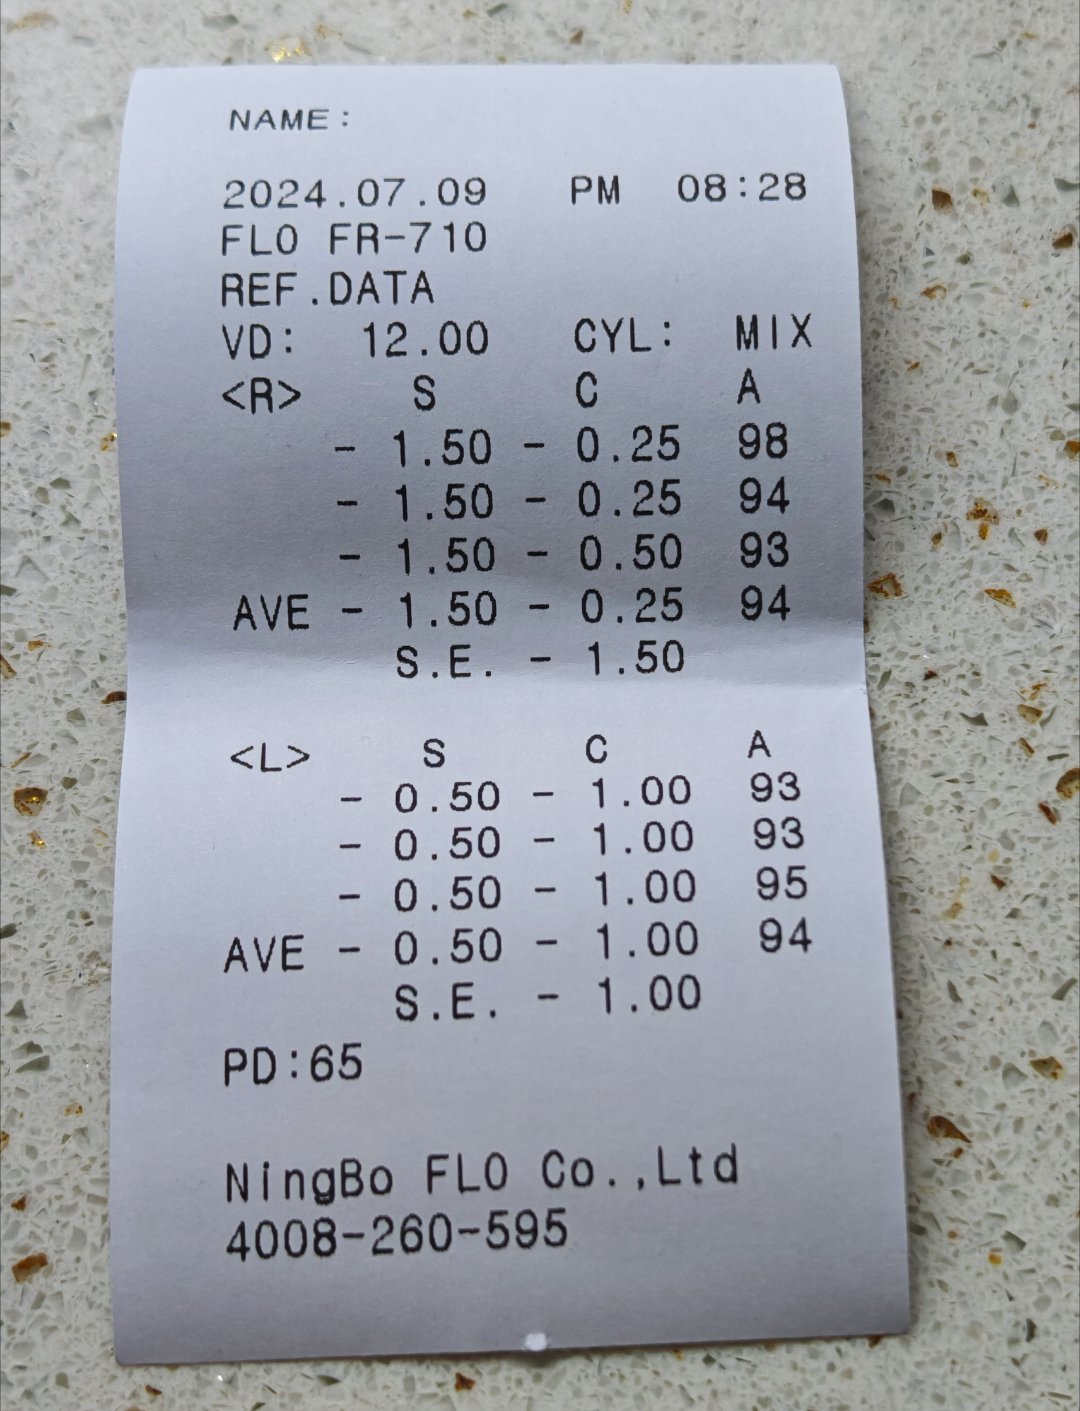 NAME:
2024.07.09 PM 08:28
FLO FR-710
REF.DATA
VD: 12.00 CYL: MIX
<R> S C A
- 1.50 - 0.25 98
- 1.50 - 0.25 94
- 1.50 - 0.50 93
AVE - 1.50 - 0.25 94
S.E. - 1.50
<L> S C A
- 0.50 - 1.00 93
- 0.50 - 1.00 93
- 0.50 - 1.00 95
AVE - 0.50 - 1.00 94
S.E. - 1.00
PD:65
NingBo FLO Co.,Ltd
4008-260-595